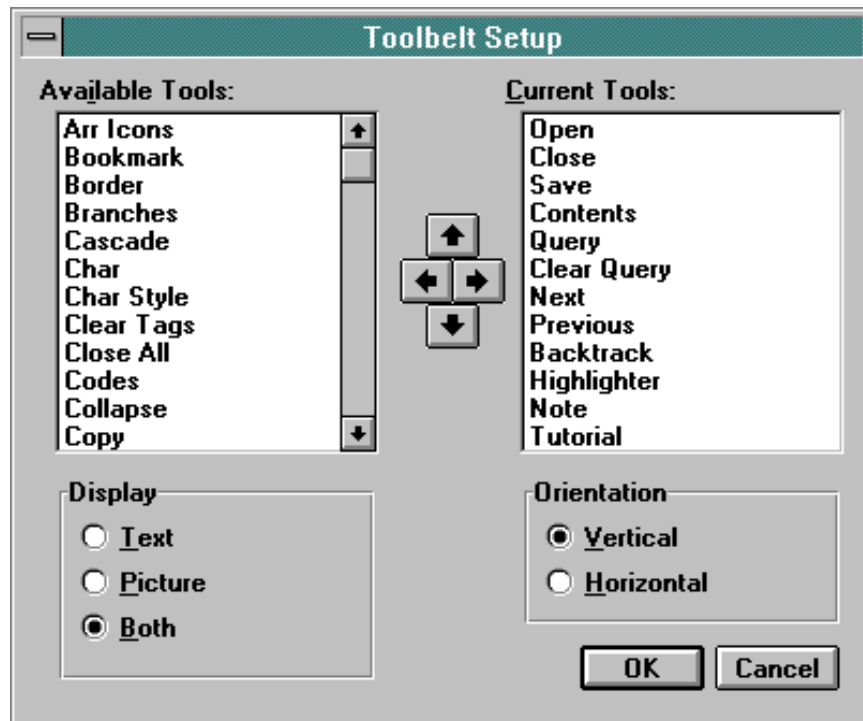 Toolbelt Setup
Available Tools:
Arr Icons
Bookmark
Border
Branches
Cascade
Char
Char Style
Clear Tags
Close All
Codes
Collapse
Copy
Current Tools:
Open
Close
Save
Contents
Query
Clear Query
Next
Previous
Backtrack
Highlighter
Note
Tutorial
Display
Text
Picture
Both
Orientation
Vertical
Horizontal
OK
Cancel